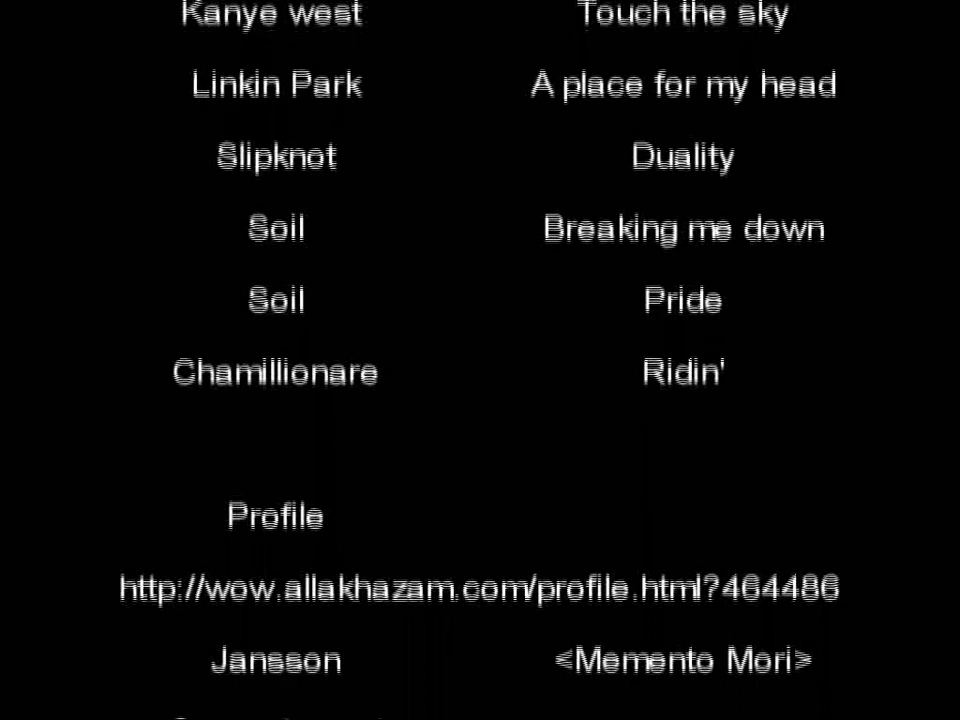 Kanye west Touch the sky
Linkin Park A place for my head
Slipknot Duality
Soil Breaking me down
Soil Pride
Chamillionare Ridin'
Profile
http://wow.allakhazam.com/profile.html?464486
Jansson <Memento Mori>